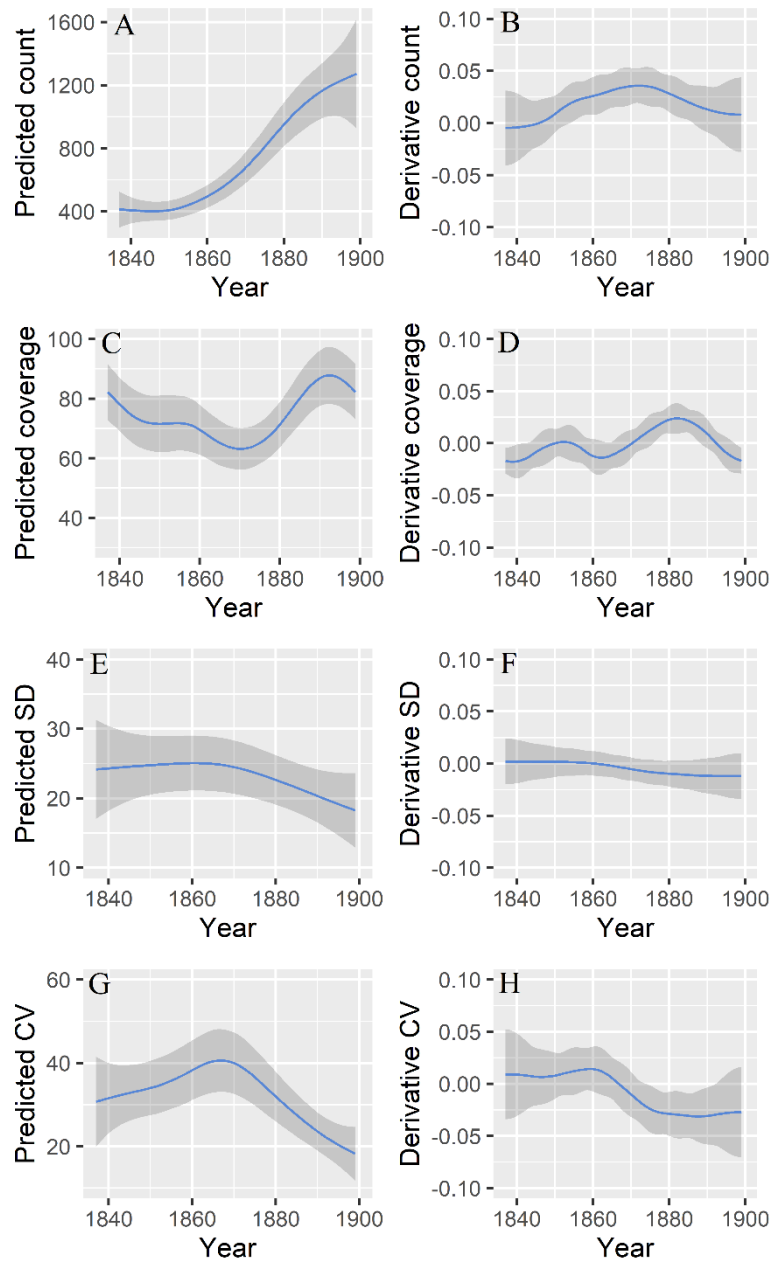 A
Predicted count
1600
1200
800
400
1840 1860 1880 1900
Year
B
Derivative count
0.10
0.05
0.00
-0.05
-0.10
1840 1860 1880 1900
Year
C
Predicted coverage
100
80
60
40
1840 1860 1880 1900
Year
D
Derivative coverage
0.10
0.05
0.00
-0.05
-0.10
1840 1860 1880 1900
Year
E
Predicted SD
40
30
20
10
1840 1860 1880 1900
Year
F
Derivative SD
0.10
0.05
0.00
-0.05
-0.10
1840 1860 1880 1900
Year
G
Predicted CV
60
40
20
1840 1860 1880 1900
Year
H
Derivative CV
0.10
0.05
0.00
-0.05
-0.10
1840 1860 1880 1900
Year